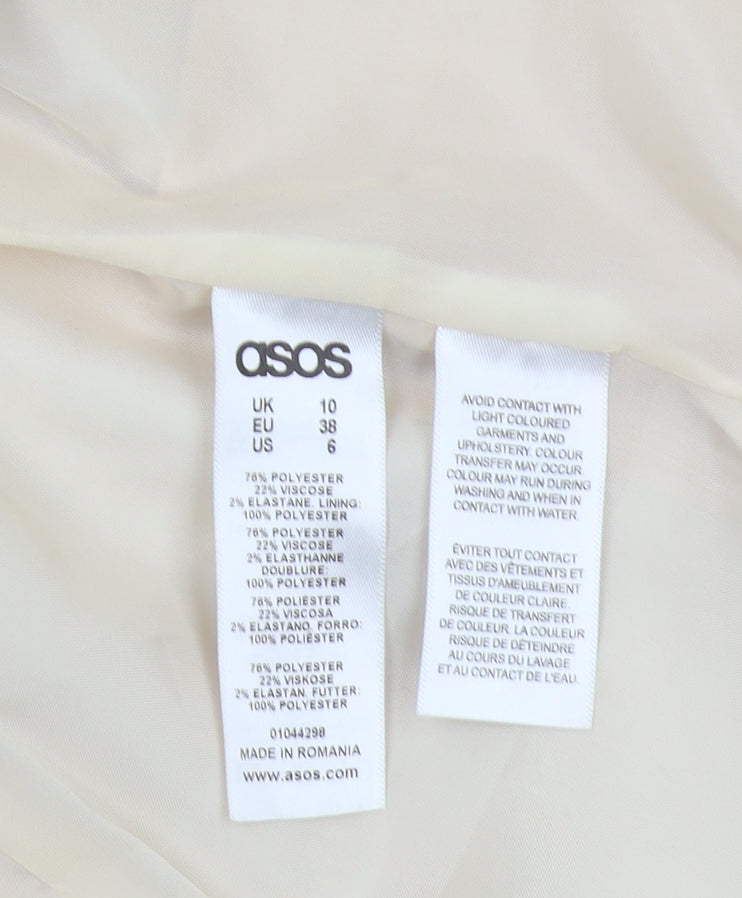 asos
UK 10
EU 38
US 6
76% POLYESTER
22% VISCOSE
2% ELASTANE. LINING:
100% POLYESTER
76% POLYESTER
22% VISCOSE
2% ELASTHANNE
DOUBLURE:
100% POLYESTER
76% POLIÉSTER
22% VISCOSA
2% ELASTANO. FORRO:
100% POLIÉSTER
76% POLYESTER
22% VISKOSE
2% ELASTAN. FUTTER:
100% POLYESTER
01044298
MADE IN ROMANIA
www.asos.com
AVOID CONTACT WITH
LIGHT COLOURED
GARMENTS AND
UPHOLSTERY. COLOUR
TRANSFER MAY OCCUR.
COLOUR MAY RUN DURING
WASHING AND WHEN IN
CONTACT WITH WATER.
ÉVITER TOUT CONTACT
AVEC DES VÊTEMENTS ET
TISSUS D'AMEUBLEMENT
DE COULEUR CLAIRE.
RISQUE DE TRANSFERT
DE COULEUR. LA COULEUR
RISQUE DE DÉTEINDRE
AU COURS DU LAVAGE
ET AU CONTACT DE L'EAU.